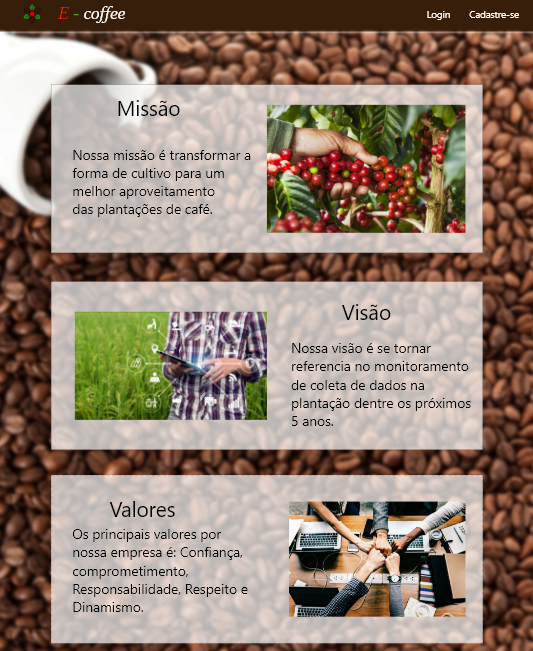 E - coffee
Login
Cadastre-se
Missão
Nossa missão é transformar a
forma de cultivo para um
melhor aproveitamento
das plantações de café.
Visão
Nossa visão é se tornar
referencia no monitoramento
de coleta de dados na
plantação dentre os próximos
5 anos.
Valores
Os principais valores por
nossa empresa é: Confiança,
comprometimento,
Responsabilidade, Respeito e
Dinamismo.